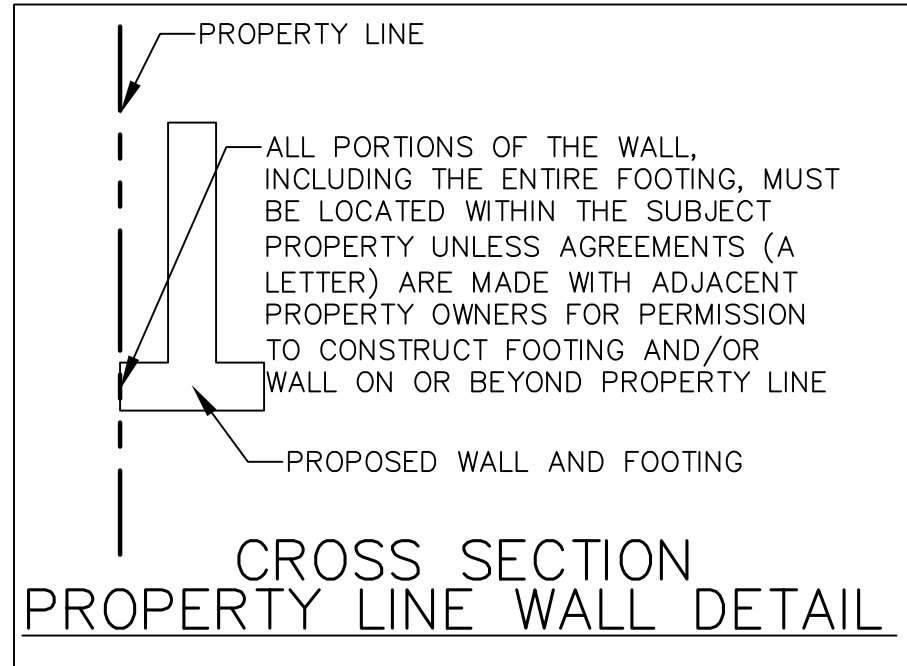 PROPERTY LINE
ALL PORTIONS OF THE WALL,
INCLUDING THE ENTIRE FOOTING, MUST
BE LOCATED WITHIN THE SUBJECT
PROPERTY UNLESS AGREEMENTS (A
LETTER) ARE MADE WITH ADJACENT
PROPERTY OWNERS FOR PERMISSION
TO CONSTRUCT FOOTING AND/OR
WALL ON OR BEYOND PROPERTY LINE
PROPOSED WALL AND FOOTING
CROSS SECTION
PROPERTY LINE WALL DETAIL